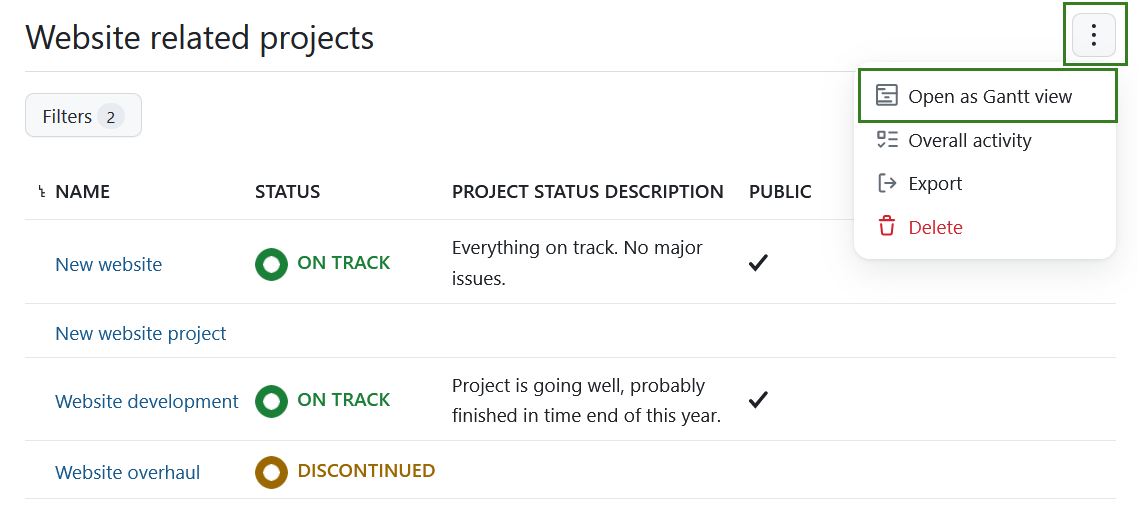 Website related projects
Filters 2
Open as Gantt view
Overall activity
Export
Delete
NAME STATUS PROJECT STATUS DESCRIPTION PUBLIC
New website ON TRACK Everything on track. No major
issues.
New website project
Website development ON TRACK Project is going well, probably
finished in time end of this year.
Website overhaul DISCONTINUED